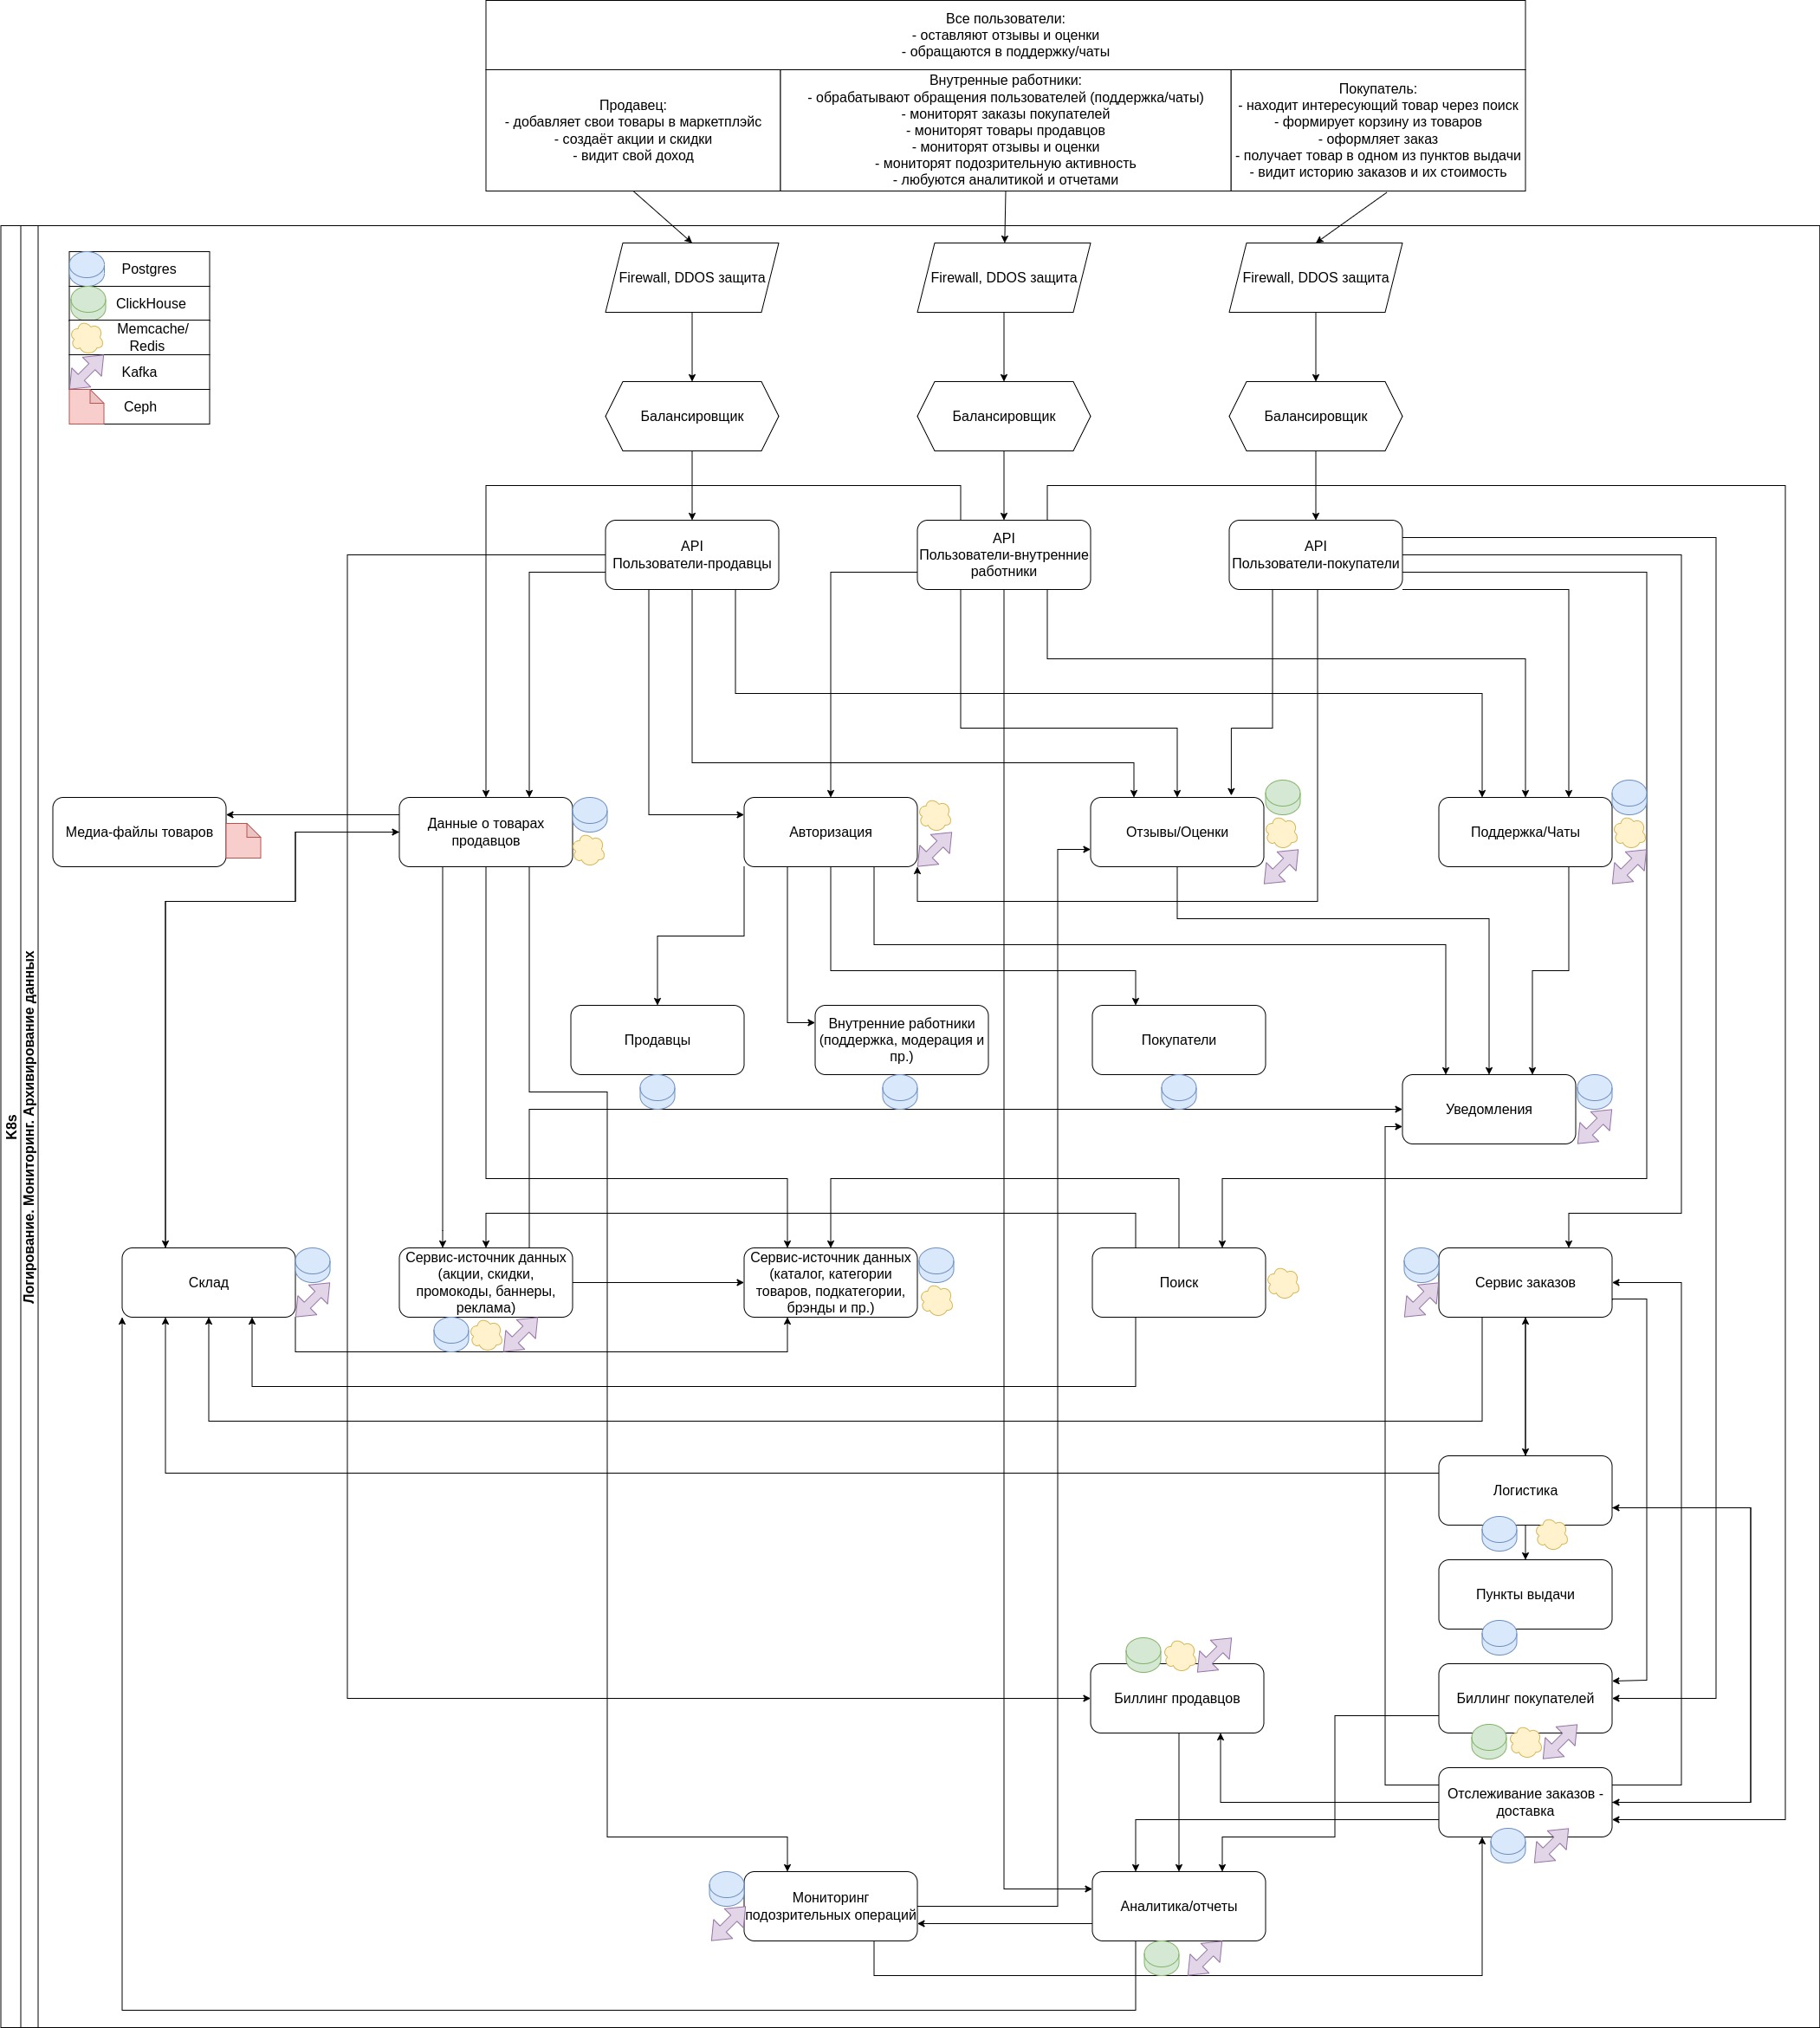 Все пользователи:
- оставляют отзывы и оценки
- обращаются в поддержку/чаты
Продавец:
- добавляет свои товары в маркетплэйс
- создаёт акции и скидки
- видит свой доход
Внутренные работники:
- обрабатывают обращения пользователей (поддержка/чаты)
- мониторят заказы покупателей
- мониторят товары продавцов
- мониторят отзывы и оценки
- мониторят подозрительную активность
- любуются аналитикой и отчетами
Покупатель:
- находит интересующий товар через поиск
- формирует корзину из товаров
- оформляет заказ
- получает товар в одном из пунктов выдачи
- видит историю заказов и их стоимость
K8s
Логирование. Мониторинг. Архивирование данных
Postgres
ClickHouse
Memcache/
Redis
Kafka
Ceph
Firewall, DDOS защита
Firewall, DDOS защита
Firewall, DDOS защита
Балансировщик
Балансировщик
Балансировщик
API
Пользователи-продавцы
API
Пользователи-внутренние
работники
API
Пользователи-покупатели
Медиа-файлы товаров
Данные о товарах
продавцов
Авторизация
Отзывы/Оценки
Поддержка/Чаты
Продавцы
Внутренние работники
(поддержка, модерация и
пр.)
Покупатели
Уведомления
Склад
Сервис-источник данных
(акции, скидки,
промокоды, баннеры,
реклама)
Сервис-источник данных
(каталог, категории
товаров, подкатегории,
брэнды и пр.)
Поиск
Сервис заказов
Логистика
Пункты выдачи
Биллинг продавцов
Биллинг покупателей
Отслеживание заказов -
доставка
Мониторинг
подозрительных операций
Аналитика/отчеты